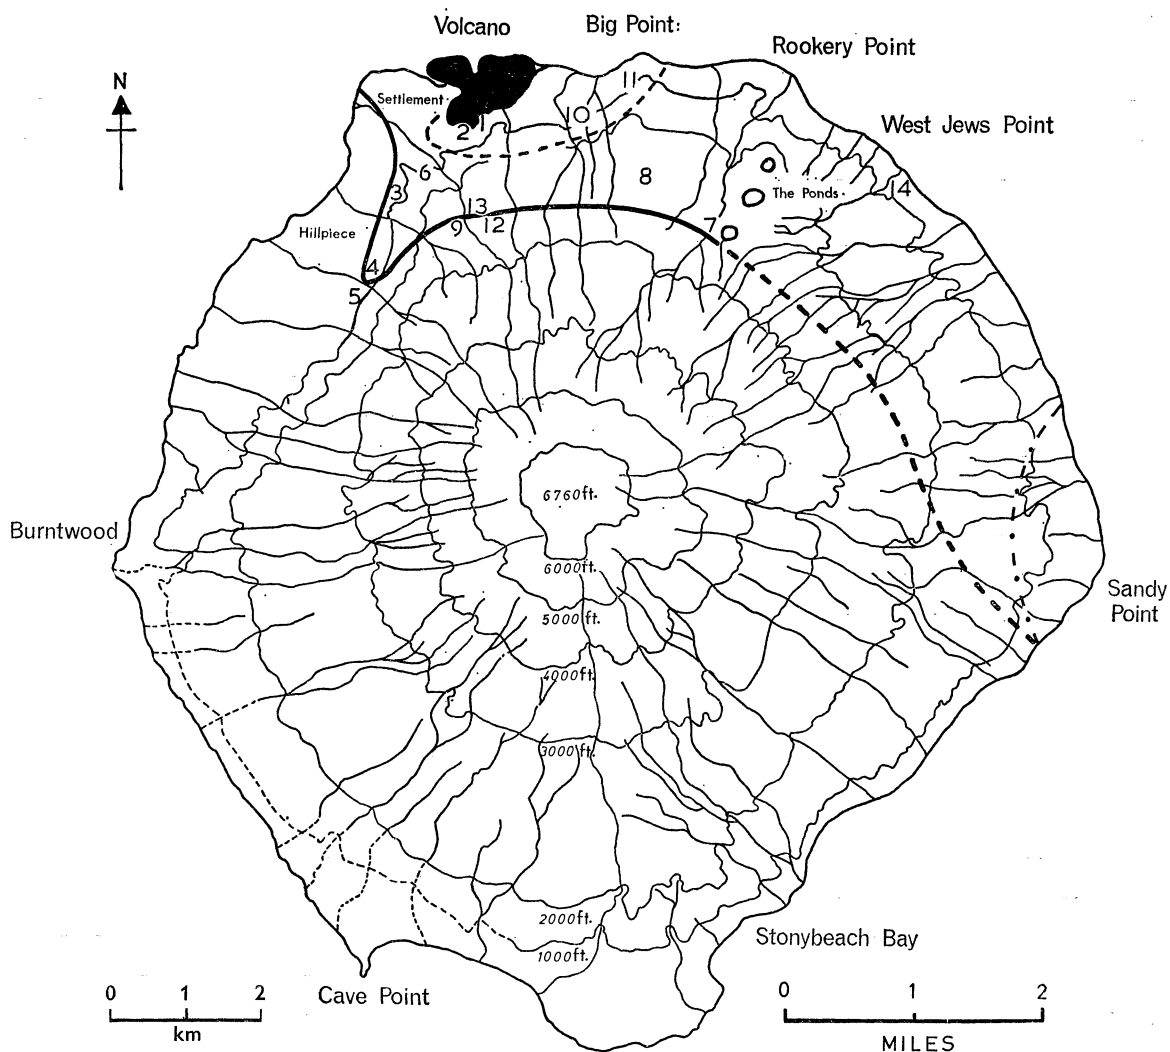 Volcano
Big Point:
Rookery Point
N
Settlement
11
10
1
2
West Jews Point
6
8
3
The Ponds
14
13
9
12
7
Hillpiece
4
5
6760ft.
Burntwood
6000ft.
Sandy
Point
5000ft.
4000ft.
3000ft.
2000ft.
Stonybeach Bay
1000ft.
Cave Point
0 1 2
km
0 1 2
MILES